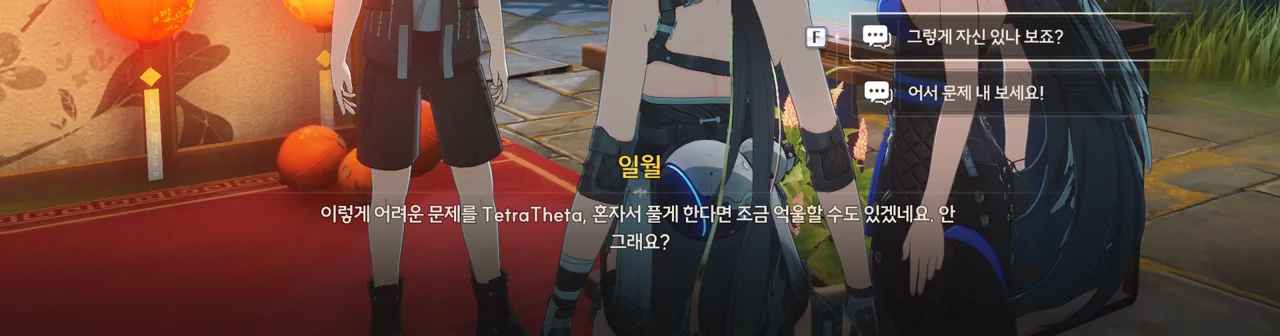 F
그렇게 자신 있나 보죠?
어서 문제 내 보세요!
일월
이렇게 어려운 문제를 TetraTheta, 혼자서 풀게 한다면 조금 억울할 수도 있겠네요. 안
그래요?